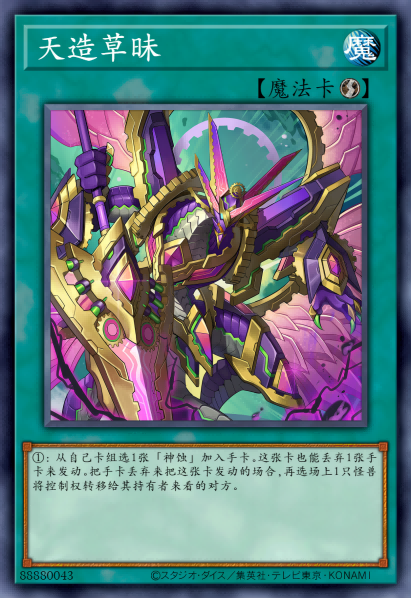 天造草昧
魔
【魔法卡】
①:从自己卡组选1张「神蚀」加入手卡。这张卡也能丢弃1张手
卡来发动。把手卡丢弃来把这张卡发动的场合,再选场上1只怪兽
将控制权转移给其持有者来看的对方。
88880043
©スタジオ·ダイス/集英社·テレビ東京·KONAMI